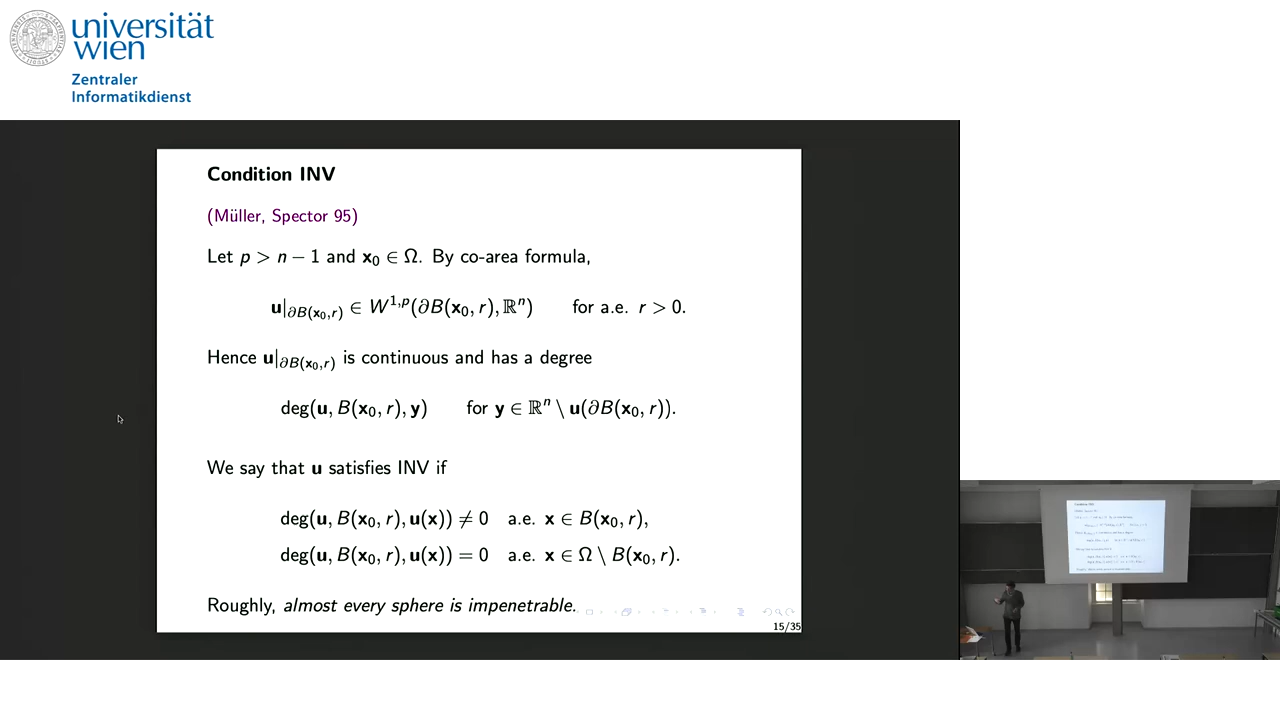 universität
wien
Zentraler
Informatikdienst
Condition INV
(Müller, Spector 95)
Let p > n − 1 and x₀ ∈ Ω. By co-area formula,
u|∂B(x₀,r) ∈ W^{1,p}(∂B(x₀, r), ℝⁿ) for a.e. r > 0.
Hence u|∂B(x₀,r) is continuous and has a degree
deg(u, B(x₀, r), y) for y ∈ ℝⁿ \ u(∂B(x₀, r)).
We say that u satisfies INV if
deg(u, B(x₀, r), u(x)) ≠ 0 a.e. x ∈ B(x₀, r),
deg(u, B(x₀, r), u(x)) = 0 a.e. x ∈ Ω \ B(x₀, r).
Roughly, almost every sphere is impenetrable.
15/35